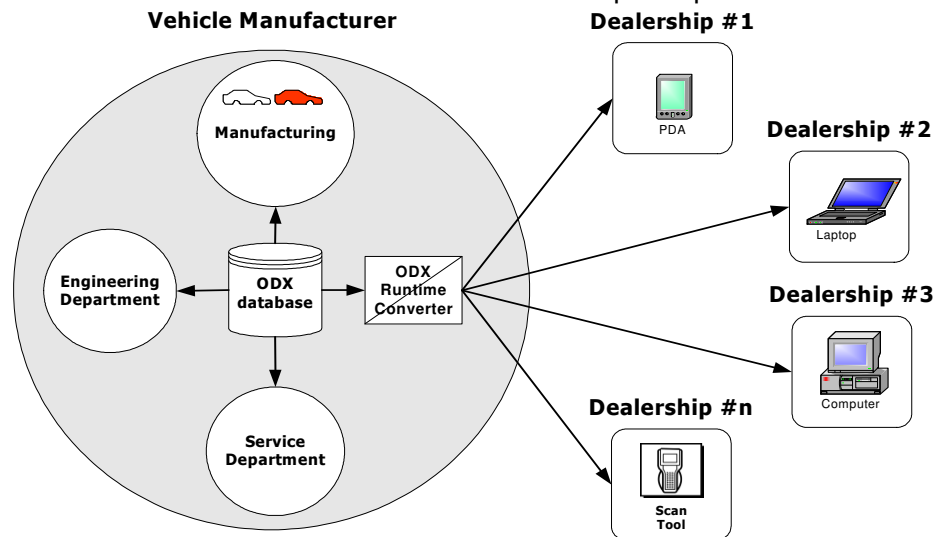 Vehicle Manufacturer
Dealership #1
PDA
Manufacturing
Dealership #2
Laptop
Engineering
Department
ODX
database
ODX
Runtime
Converter
Dealership #3
Computer
Dealership #n
Service
Department
Scan
Tool